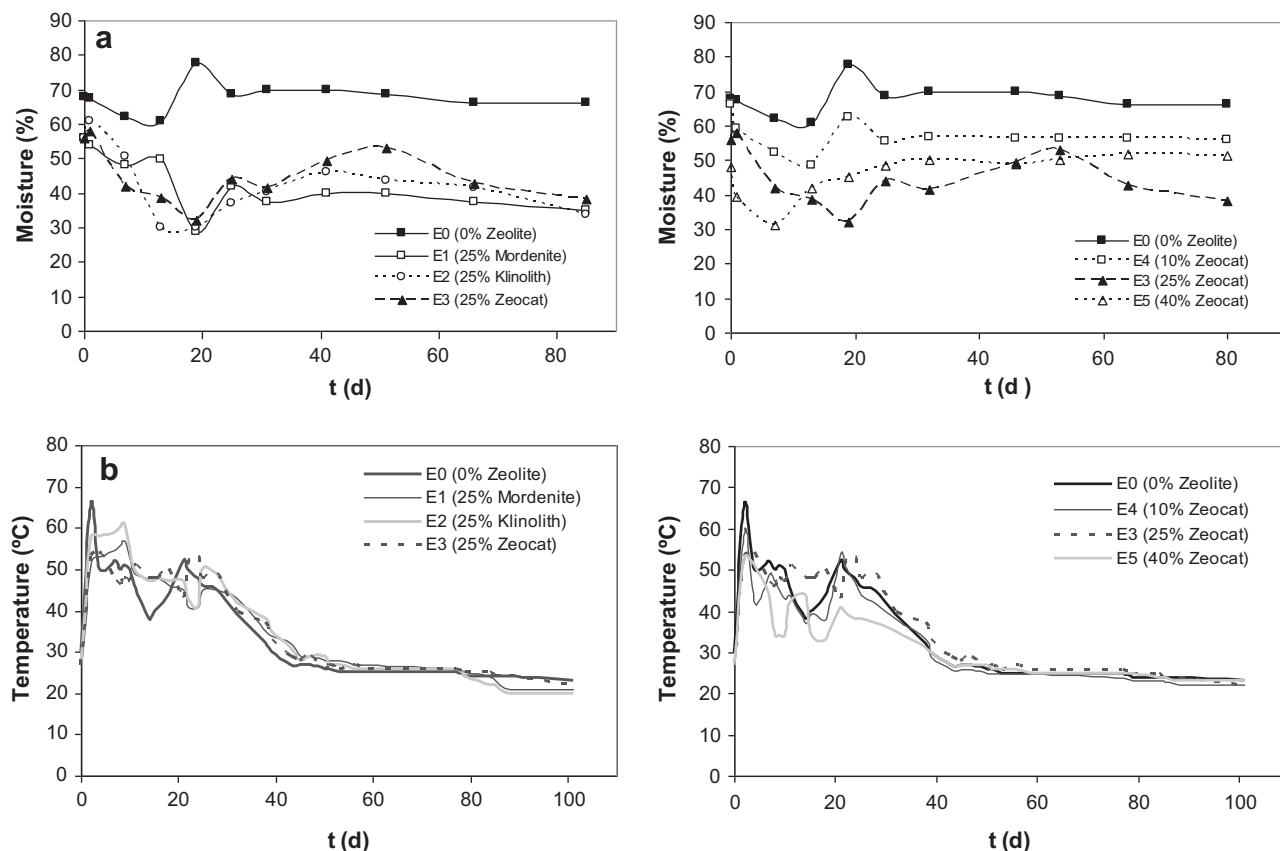 a
Moisture (%)
90
80
70
60
50
40
30
20
10
0
0 20 40 60 80
t (d)
E0 (0% Zeolite)
E1 (25% Mordenite)
E2 (25% Klinolith)
E3 (25% Zeocat)
Moisture (%)
90
80
70
60
50
40
30
20
10
0
0 20 40 60 80
t (d )
E0 (0% Zeolite)
E4 (10% Zeocat)
E3 (25% Zeocat)
E5 (40% Zeocat)
b
Temperature (ºC)
80
70
60
50
40
30
20
10
0
0 20 40 60 80 100
t (d)
E0 (0% Zeolite)
E1 (25% Mordenite)
E2 (25% Klinolith)
E3 (25% Zeocat)
Temperature (ºC)
80
70
60
50
40
30
20
10
0
0 20 40 60 80 100
t (d)
E0 (0% Zeolite)
E4 (10% Zeocat)
E3 (25% Zeocat)
E5 (40% Zeocat)